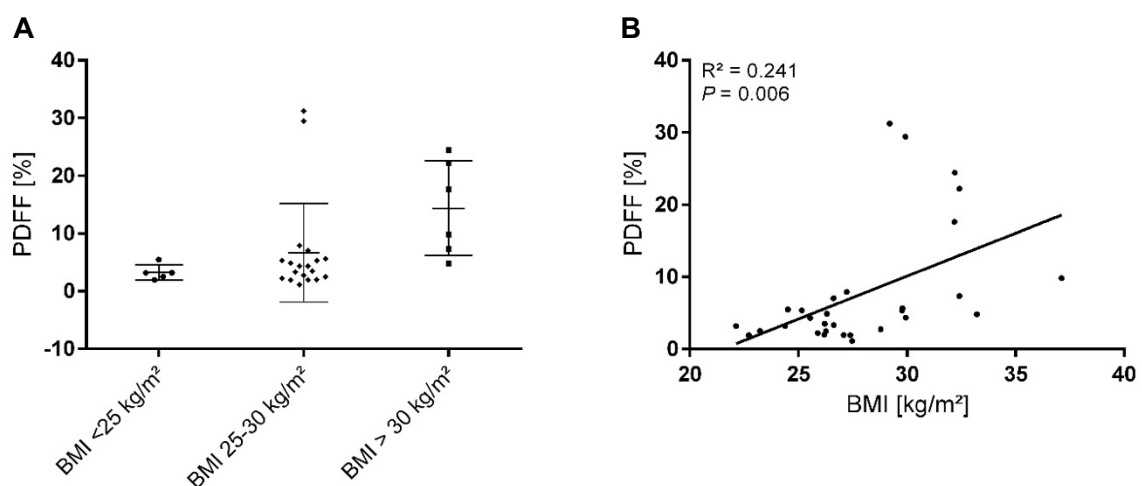 A
40
30
20
10
0
-10
PDFF [%]
BMI <25 kg/m²
BMI 25-30 kg/m²
BMI > 30 kg/m²
B
R² = 0.241
P = 0.006
40
30
20
10
0
PDFF [%]
20 25 30 35 40
BMI [kg/m²]